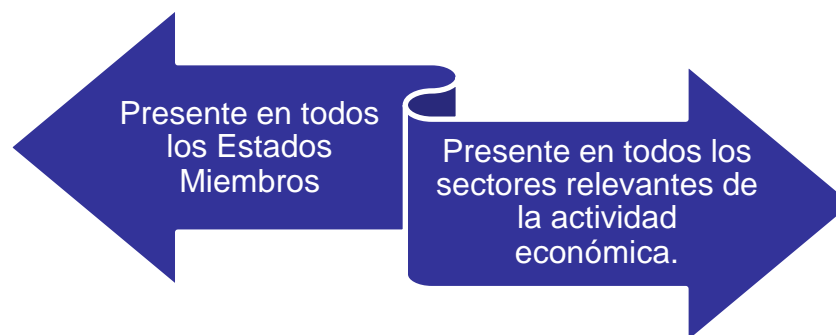 Presente en todos
los Estados
Miembros
Presente en todos los
sectores relevantes de
la actividad
económica.